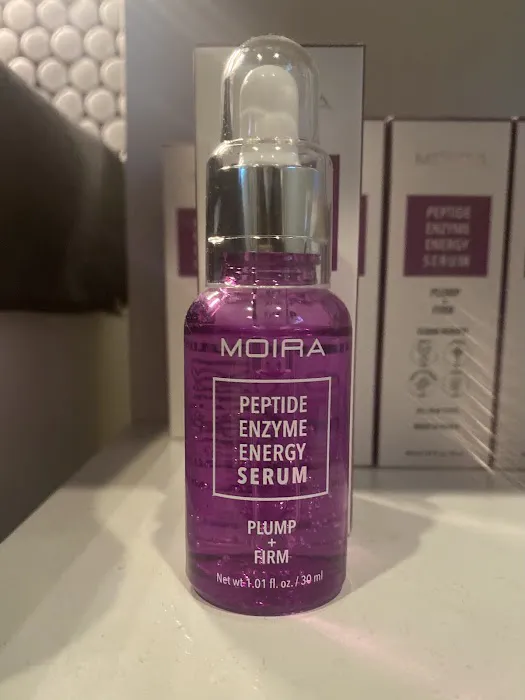 MOIRA
PEPTIDE
ENZYME
ENERGY
SERUM
PLUMP
+
FIRM
Net wt 1.01 fl. oz. / 30 ml
MOIRA
PEPTIDE
ENZYME
ENERGY
SERUM
PLUMP
+
FIRM